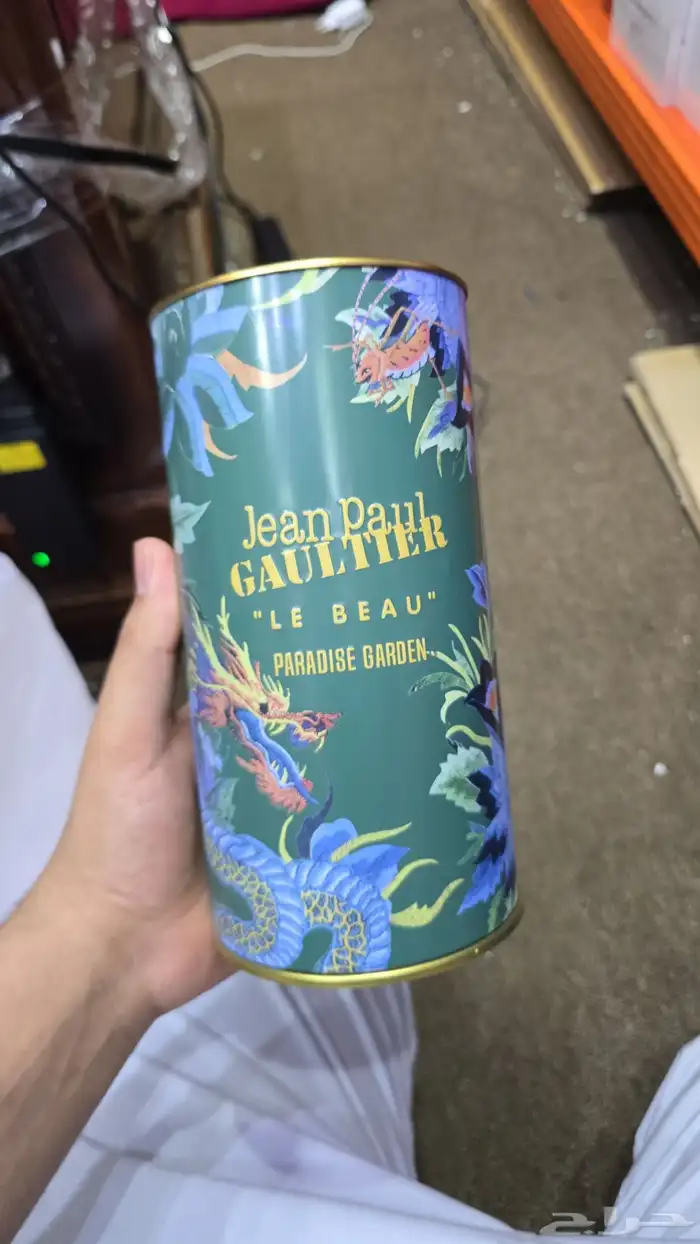 Jean Paul
GAULTIER
"LE BEAU"
PARADISE GARDEN
حراج